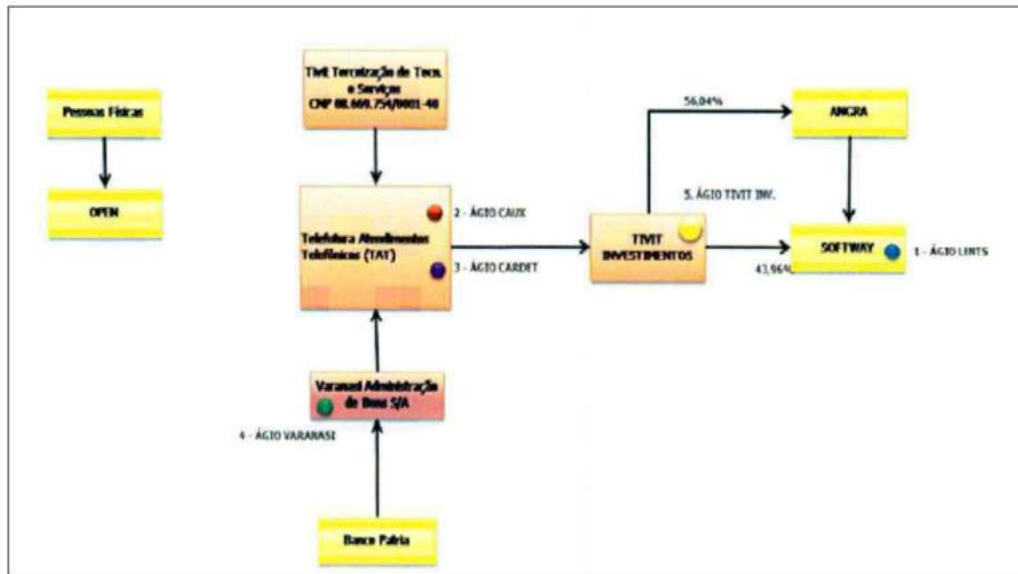 Tivit Terceirização de Tecn.
e Serviços
CNP 08.669.754/0001-40
Pessoas Físicas
56,04%
ANGRA
OPEN
2 - ÁGIO CAUX
5. ÁGIO TIVIT INV.
Telefutura Atendimentos
Telefônicos (TAT)
3 - ÁGIO CARDET
TIVIT
INVESTIMENTOS
SOFTWAY
1 - ÁGIO LENTS
43,96%
Varanasi Administração
de Bens S/A
4 - ÁGIO VARANASI
Banco Patria